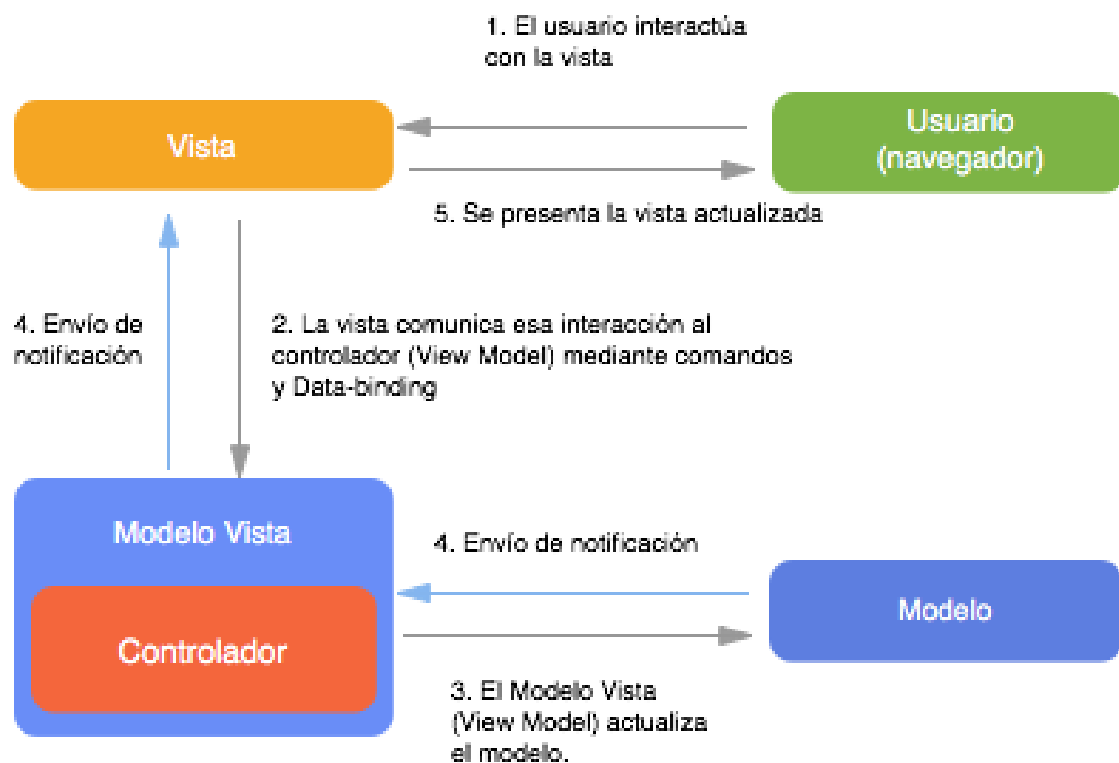 1. El usuario interactúa
con la vista
Vista
Usuario
(navegador)
5. Se presenta la vista actualizada
4. Envío de
notificación
2. La vista comunica esa interacción al
controlador (View Model) mediante comandos
y Data-binding
Modelo Vista
4. Envío de notificación
Modelo
Controlador
3. El Modelo Vista
(View Model) actualiza
el modelo.